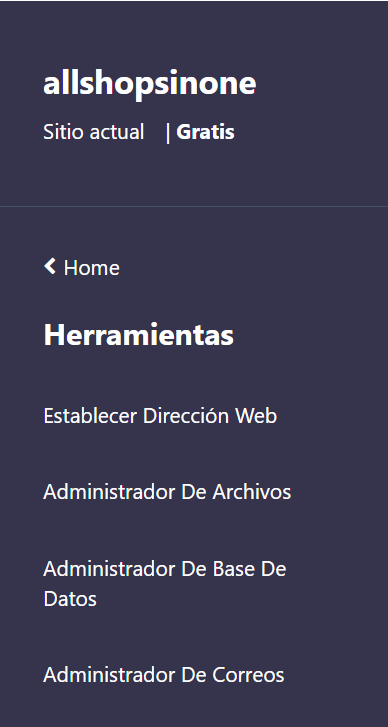 allshopsinone
Sitio actual | Gratis
Home
Herramientas
Establecer Dirección Web
Administrador De Archivos
Administrador De Base De
Datos
Administrador De Correos